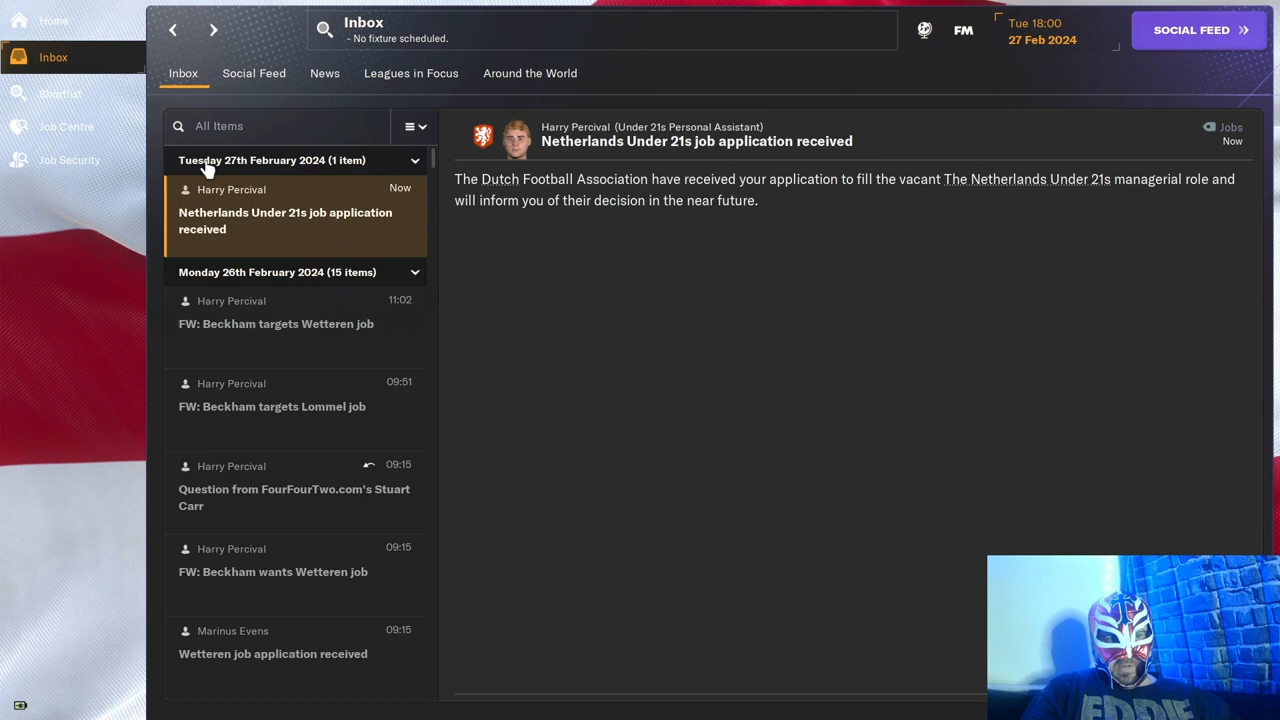 Home
Inbox
Shortlist
Job Centre
Job Security
Inbox
- No fixture scheduled.
FM
Tue 18:00
27 Feb 2024
SOCIAL FEED
Inbox
Social Feed
News
Leagues in Focus
Around the World
All Items
Tuesday 27th February 2024 (1 item)
Harry Percival
Now
Netherlands Under 21s job application
received
Monday 26th February 2024 (15 items)
Harry Percival
11:02
FW: Beckham targets Wetteren job
Harry Percival
09:51
FW: Beckham targets Lommel job
Harry Percival
09:15
Question from FourFourTwo.com's Stuart
Carr
Harry Percival
09:15
FW: Beckham wants Wetteren job
Marinus Evens
09:15
Wetteren job application received
Harry Percival (Under 21s Personal Assistant)
Netherlands Under 21s job application received
Jobs
Now
The Dutch Football Association have received your application to fill the vacant The Netherlands Under 21s managerial role and
will inform you of their decision in the near future.
EDDIE